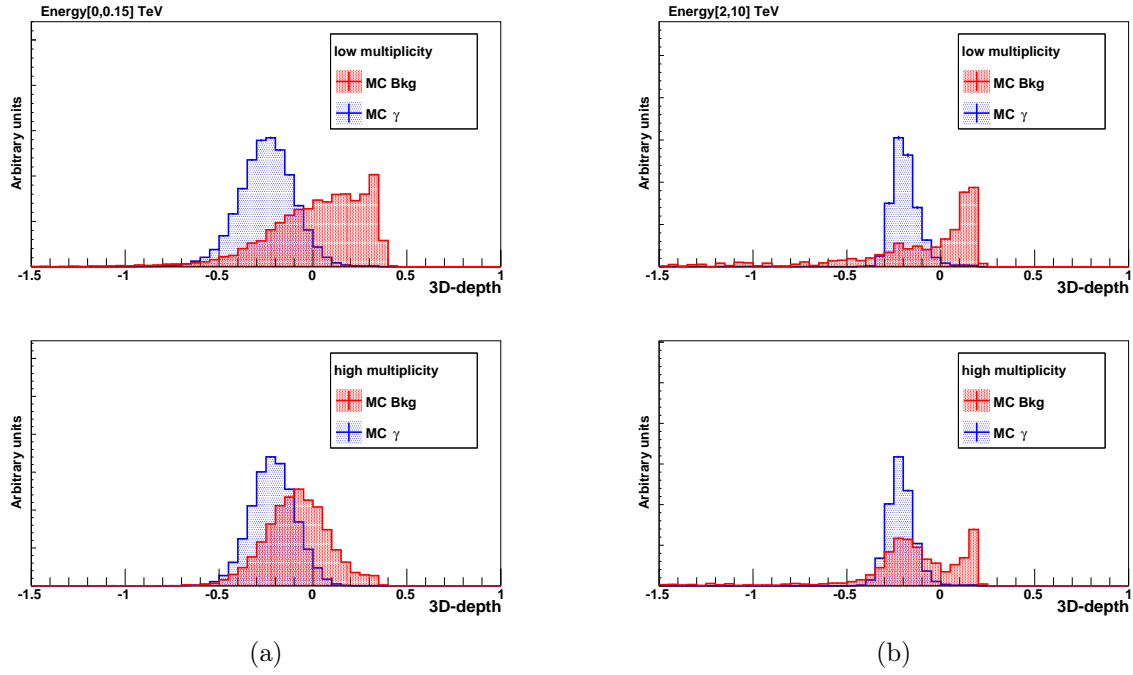 Energy[0,0.15] TeV
Arbitrary units
low multiplicity
MC Bkg
MC γ
-1.5 -1 -0.5 0 0.5 1
3D-depth
Arbitrary units
high multiplicity
MC Bkg
MC γ
-1.5 -1 -0.5 0 0.5 1
3D-depth
(a)
Energy[2,10] TeV
Arbitrary units
low multiplicity
MC Bkg
MC γ
-1.5 -1 -0.5 0 0.5 1
3D-depth
Arbitrary units
high multiplicity
MC Bkg
MC γ
-1.5 -1 -0.5 0 0.5 1
3D-depth
(b)